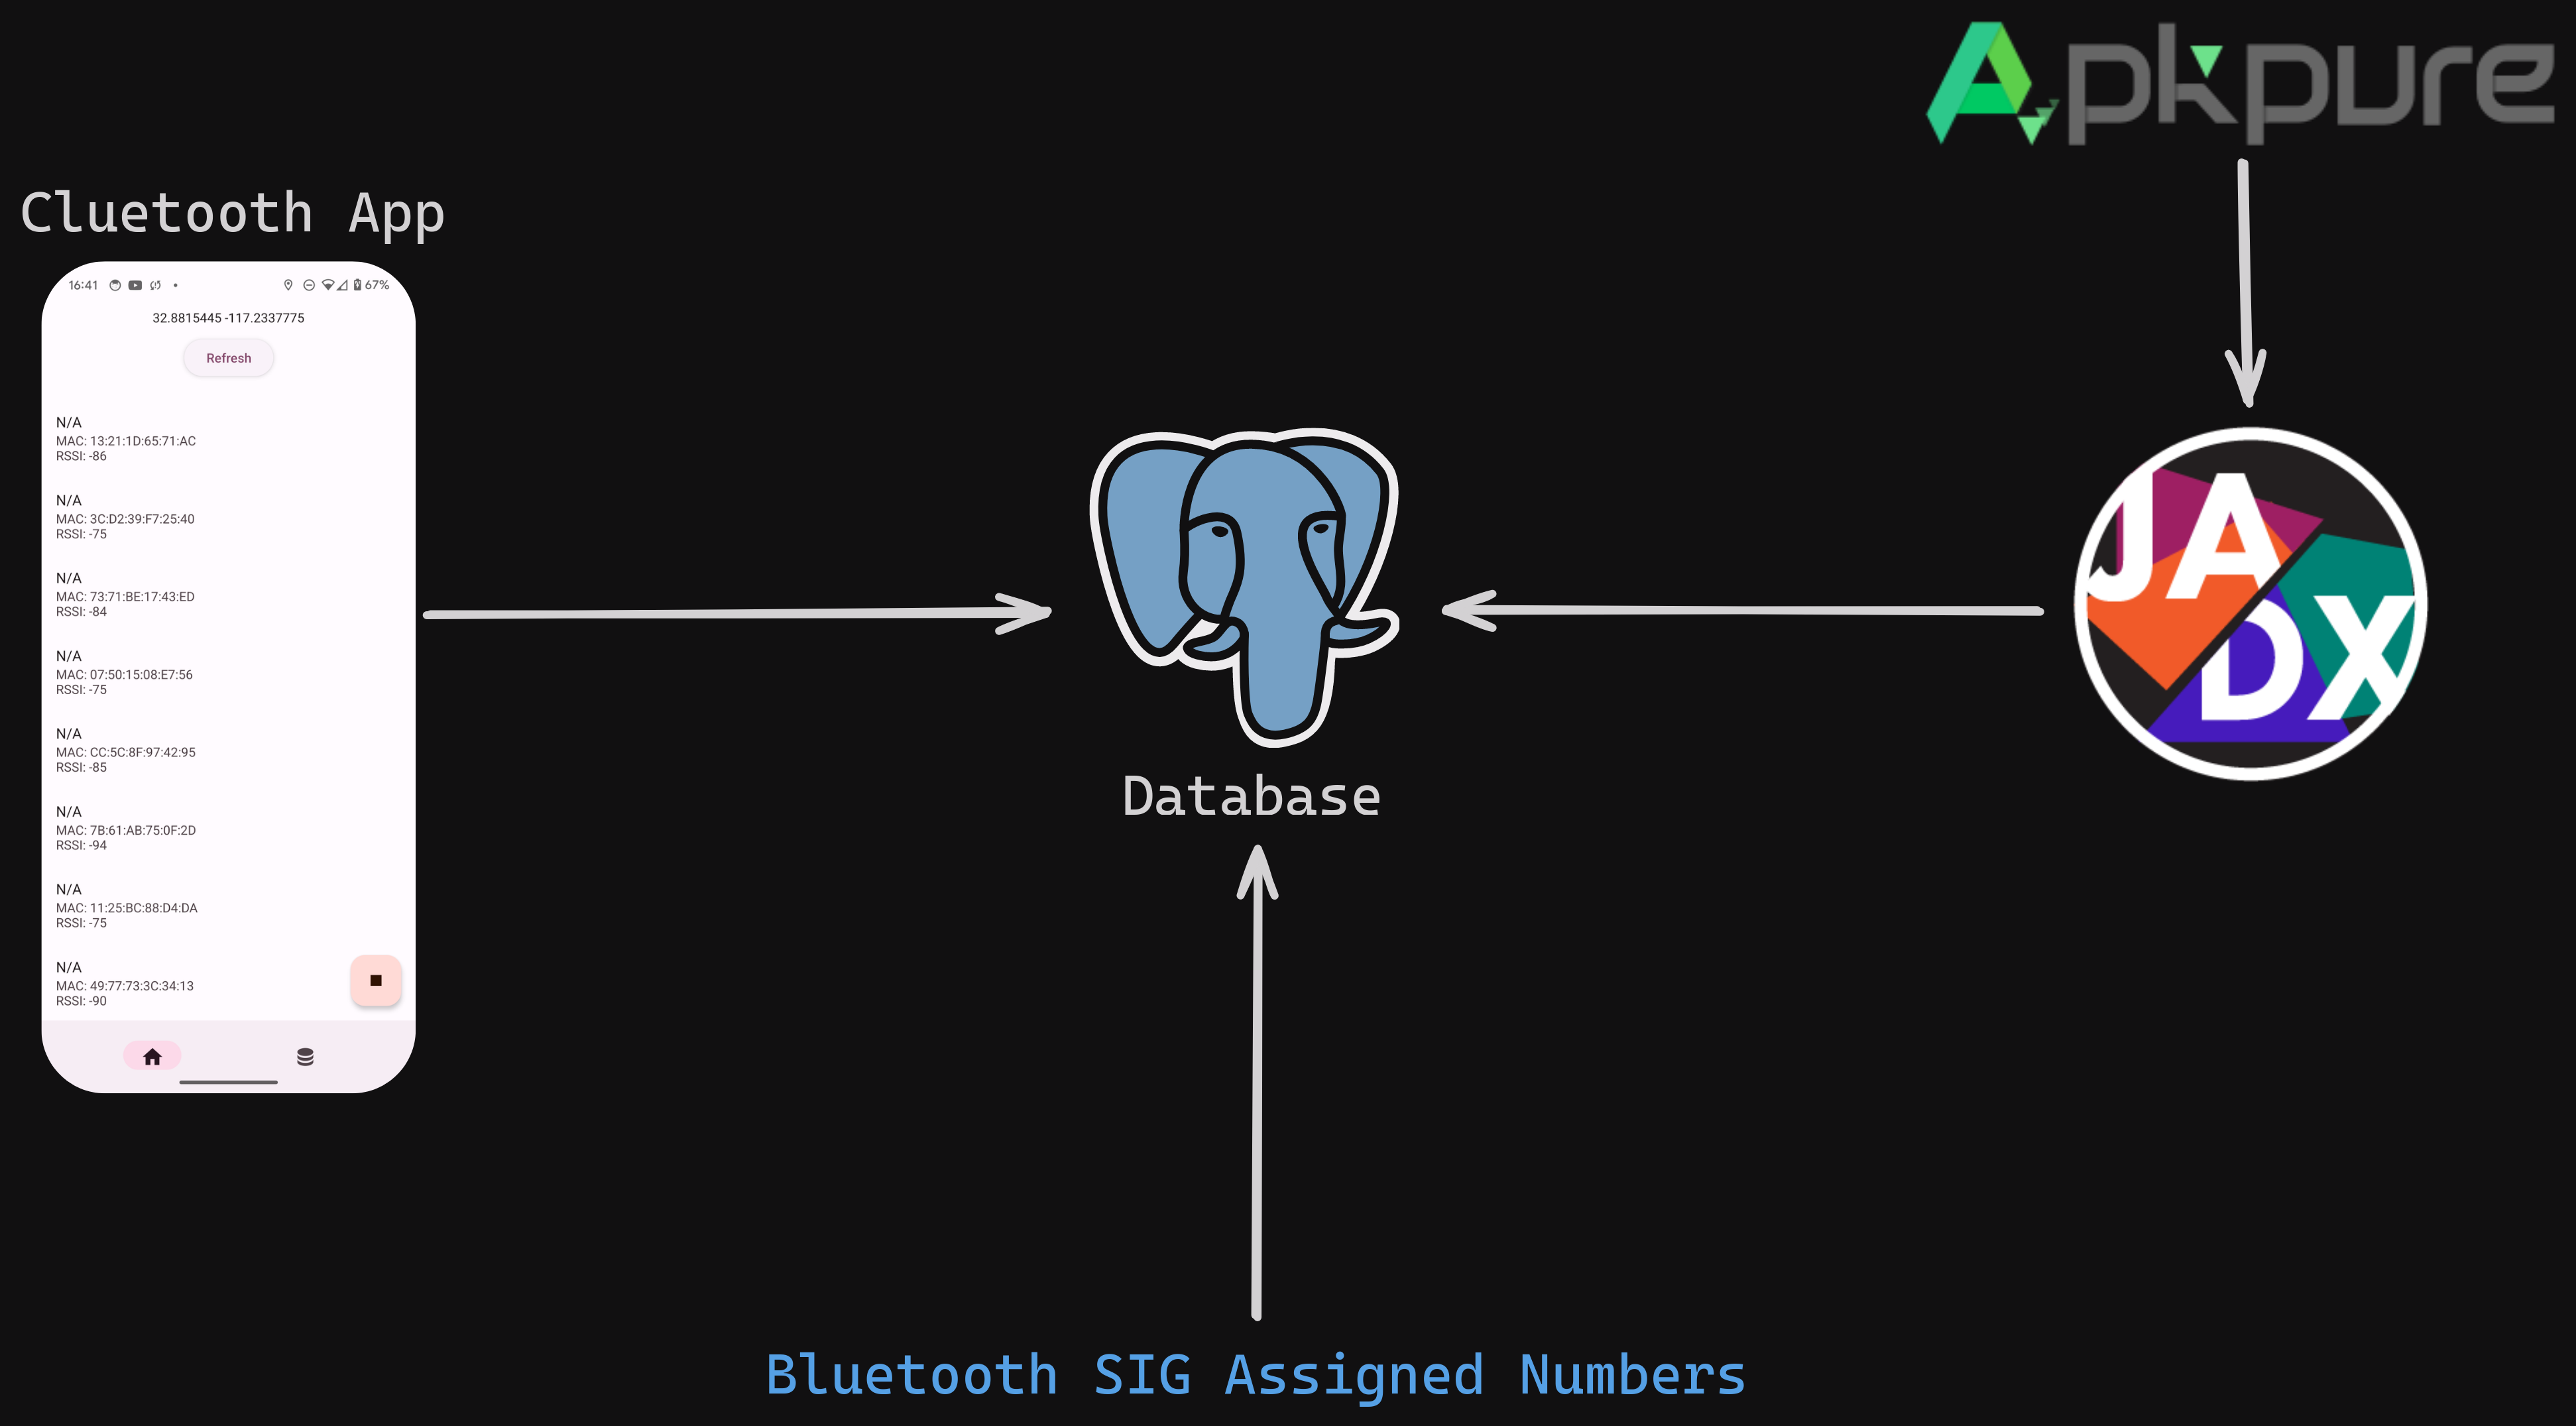 Apkpure
Cluetooth App
16:41
67%
32.8815445 -117.2337775
Refresh
N/A
MAC: 13:21:1D:65:71:AC
RSSI: -86
N/A
MAC: 3C:D2:39:F7:25:40
RSSI: -75
N/A
MAC: 73:71:BE:17:43:ED
RSSI: -84
N/A
MAC: 07:50:15:08:E7:56
RSSI: -75
N/A
MAC: CC:5C:8F:97:42:95
RSSI: -85
N/A
MAC: 7B:61:AB:75:0F:2D
RSSI: -94
N/A
MAC: 11:25:BC:88:D4:DA
RSSI: -75
N/A
MAC: 49:77:73:3C:34:13
RSSI: -90
Database
JA
DX
Bluetooth SIG Assigned Numbers